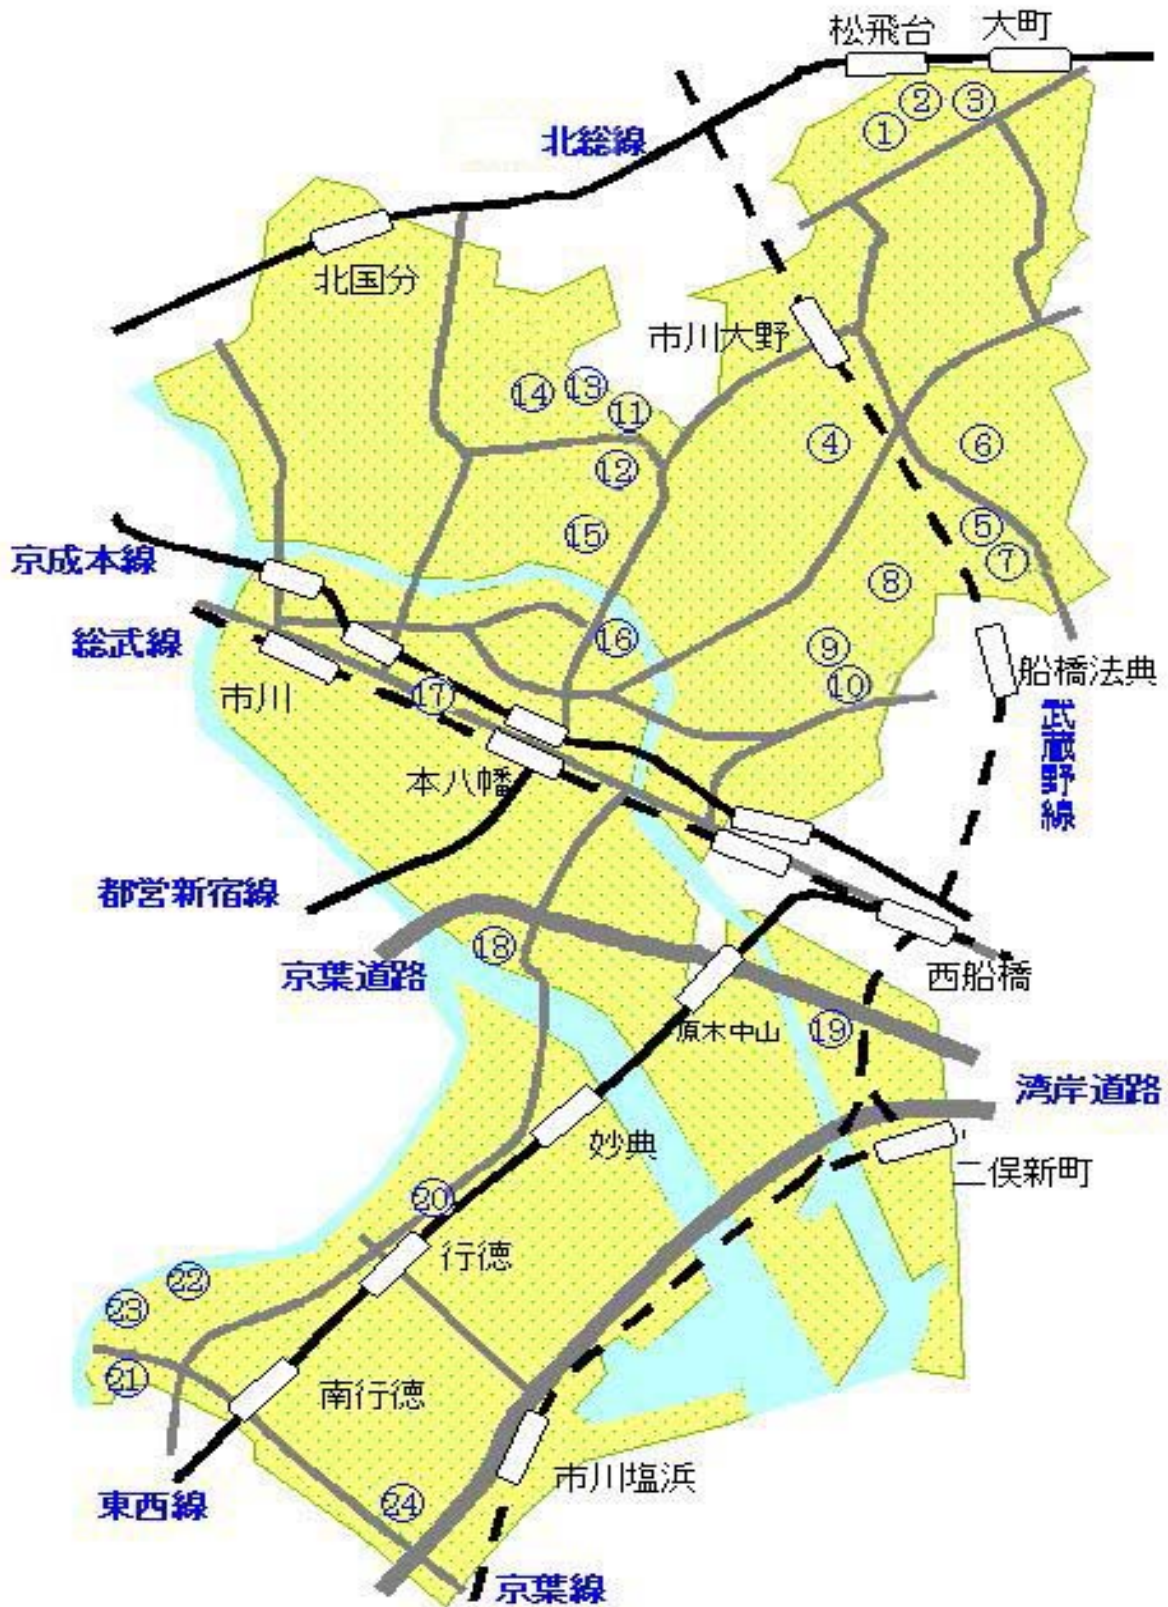 松飛台
大町
②
③
①
北総線
北国分
市川大野
⑭
⑬
⑪
④
⑥
⑫
⑮
⑤
⑦
京成本線
⑧
総武線
⑯
⑨
船橋法典
市川
⑰
⑩
武蔵野線
本八幡
都営新宿線
⑱
京葉道路
西船橋
原木中山
⑲
湾岸道路
妙典
二俣新町
⑳
行徳
㉒
㉓
㉑
南行徳
市川塩浜
東西線
㉔
京葉線